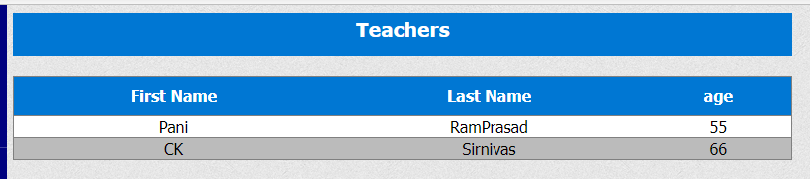 Teachers
First Name Last Name age
Pani RamPrasad 55
CK Sirnivas 66